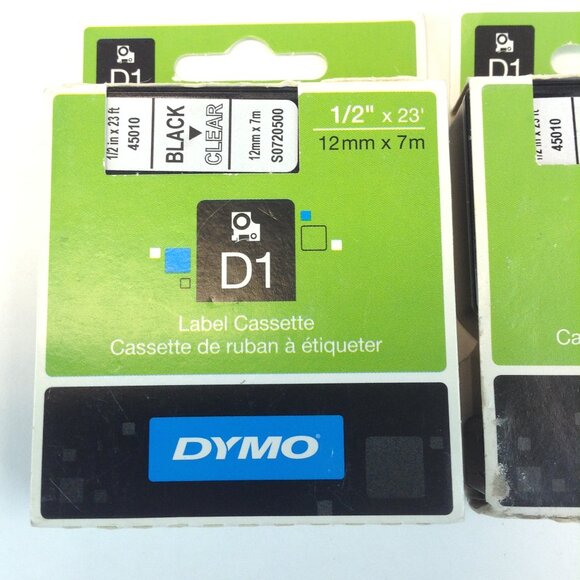 D1
1/2 in x 23 ft
45010
BLACK
CLEAR
12mm x 7m
S0720500
1/2" x 23'
12mm x 7m
D1
Label Cassette
Cassette de ruban à étiqueter
DYMO
D1
1/2 in x 23 ft
45010
Ca